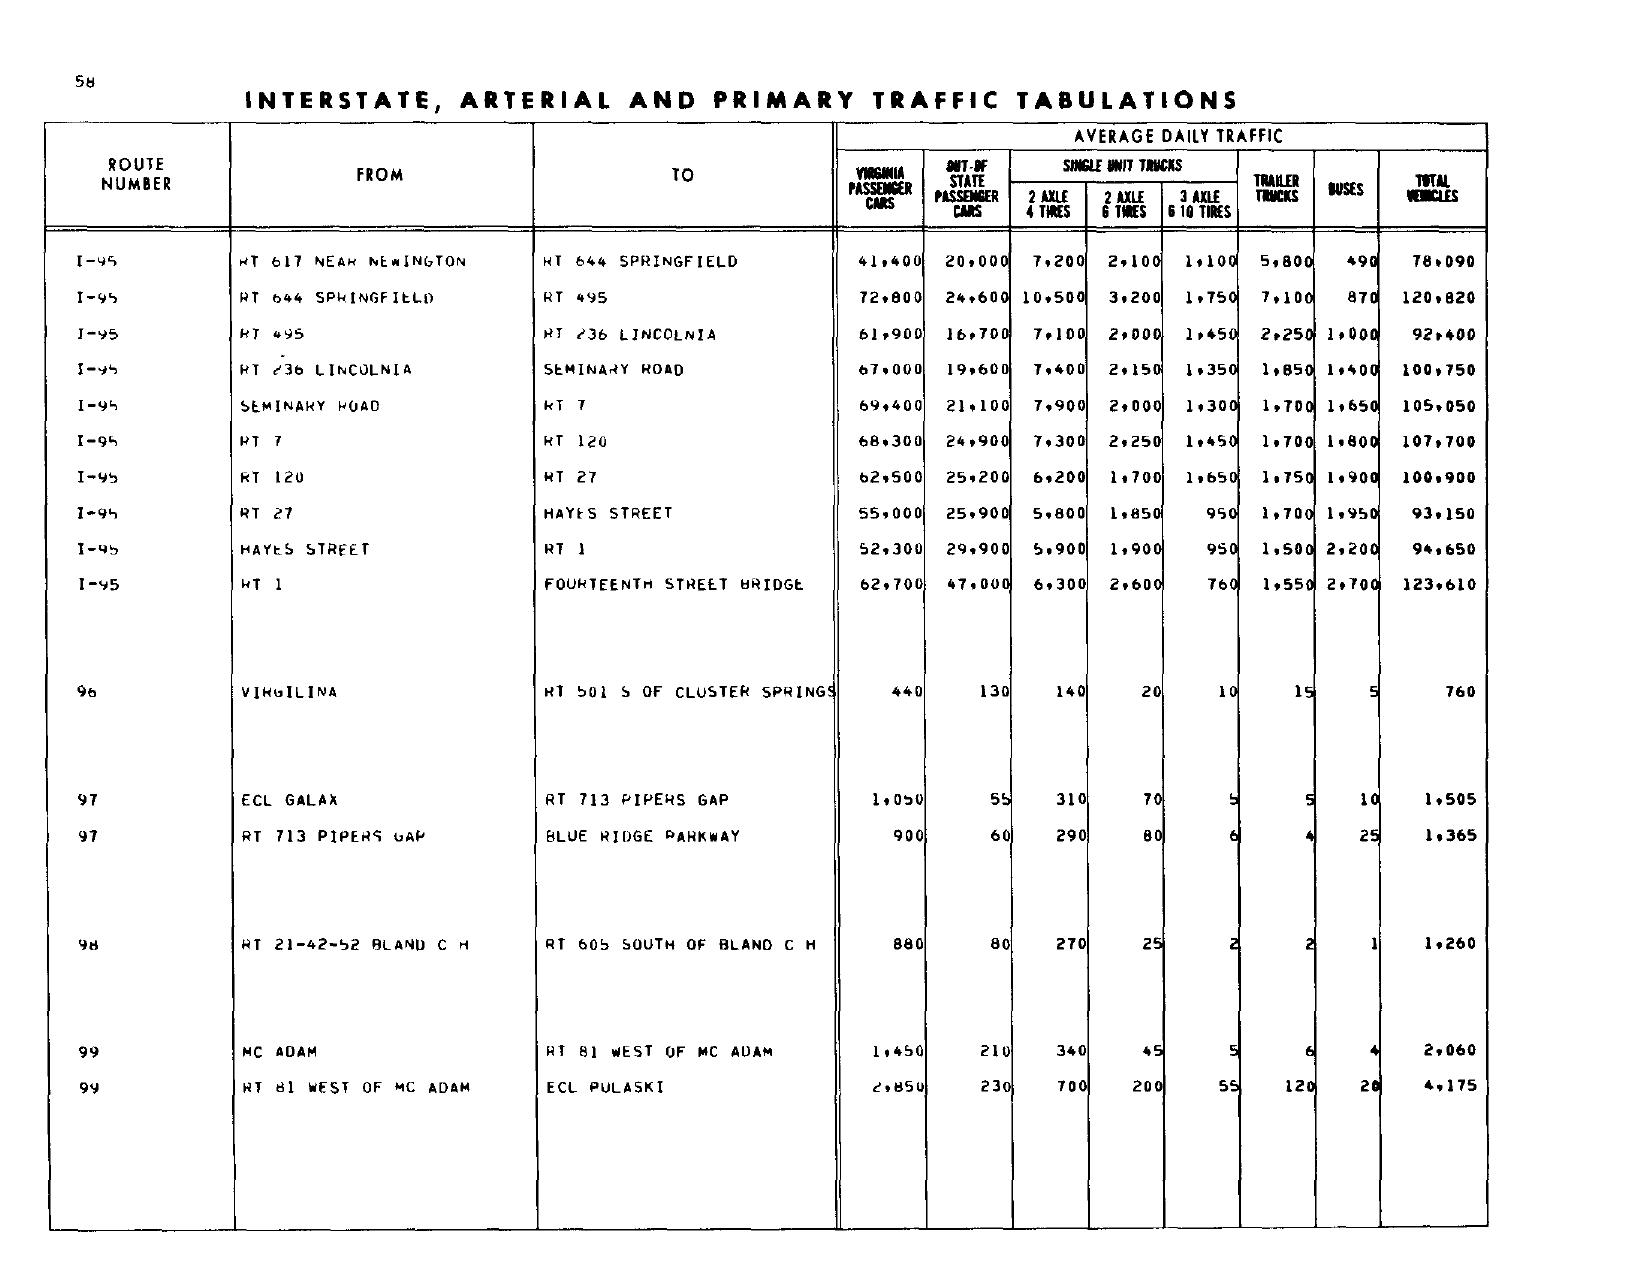 58
INTERSTATE, ARTERIAL AND PRIMARY TRAFFIC TABULATIONS
AVERAGE DAILY TRAFFIC
ROUTE NUMBER FROM TO VIRGINIA PASSENGER CARS OUT-OF STATE PASSENGER CARS SINGLE UNIT TRUCKS 2 AXLE 4 TIRES 2 AXLE 6 TIRES 3 AXLE 6 10 TIRES TRAILER TRUCKS BUSES TOTAL VEHICLES
I-95 RT 617 NEAR NEWINGTON RT 644 SPRINGFIELD 41,400 20,000 7,200 2,100 1,100 5,800 490 78,090
I-95 RT 644 SPRINGFIELD RT 495 72,800 24,600 10,500 3,200 1,750 7,100 870 120,820
I-95 RT 495 RT 236 LINCOLNIA 61,900 16,700 7,100 2,000 1,450 2,250 1,000 92,400
I-95 RT 236 LINCOLNIA SEMINARY ROAD 67,000 19,600 7,400 2,150 1,350 1,850 1,400 100,750
I-95 SEMINARY ROAD RT 7 69,400 21,100 7,900 2,000 1,300 1,700 1,650 105,050
I-95 RT 7 RT 120 68,300 24,900 7,300 2,250 1,450 1,700 1,800 107,700
I-95 RT 120 RT 27 62,500 25,200 6,200 1,700 1,650 1,750 1,900 100,900
I-95 RT 27 HAYES STREET 55,000 25,900 5,800 1,850 950 1,700 1,950 93,150
I-95 HAYES STREET RT 1 52,300 29,900 5,900 1,900 950 1,500 2,200 94,650
I-95 RT 1 FOURTEENTH STREET BRIDGE 62,700 47,000 6,300 2,600 760 1,550 2,700 123,610
96 VIRGILINA RT 501 S OF CLUSTER SPRINGS 440 130 140 20 10 15 5 760
97 ECL GALAX RT 713 PIPERS GAP 1,050 55 310 70 5 5 10 1,505
97 RT 713 PIPERS GAP BLUE RIDGE PARKWAY 900 60 290 80 6 4 25 1,365
98 RT 21-42-52 BLAND C H RT 605 SOUTH OF BLAND C H 880 80 270 25 2 2 1 1,260
99 MC ADAM RT 81 WEST OF MC ADAM 1,450 210 340 45 5 6 4 2,060
99 RT 81 WEST OF MC ADAM ECL PULASKI 2,850 230 700 200 55 120 20 4,175